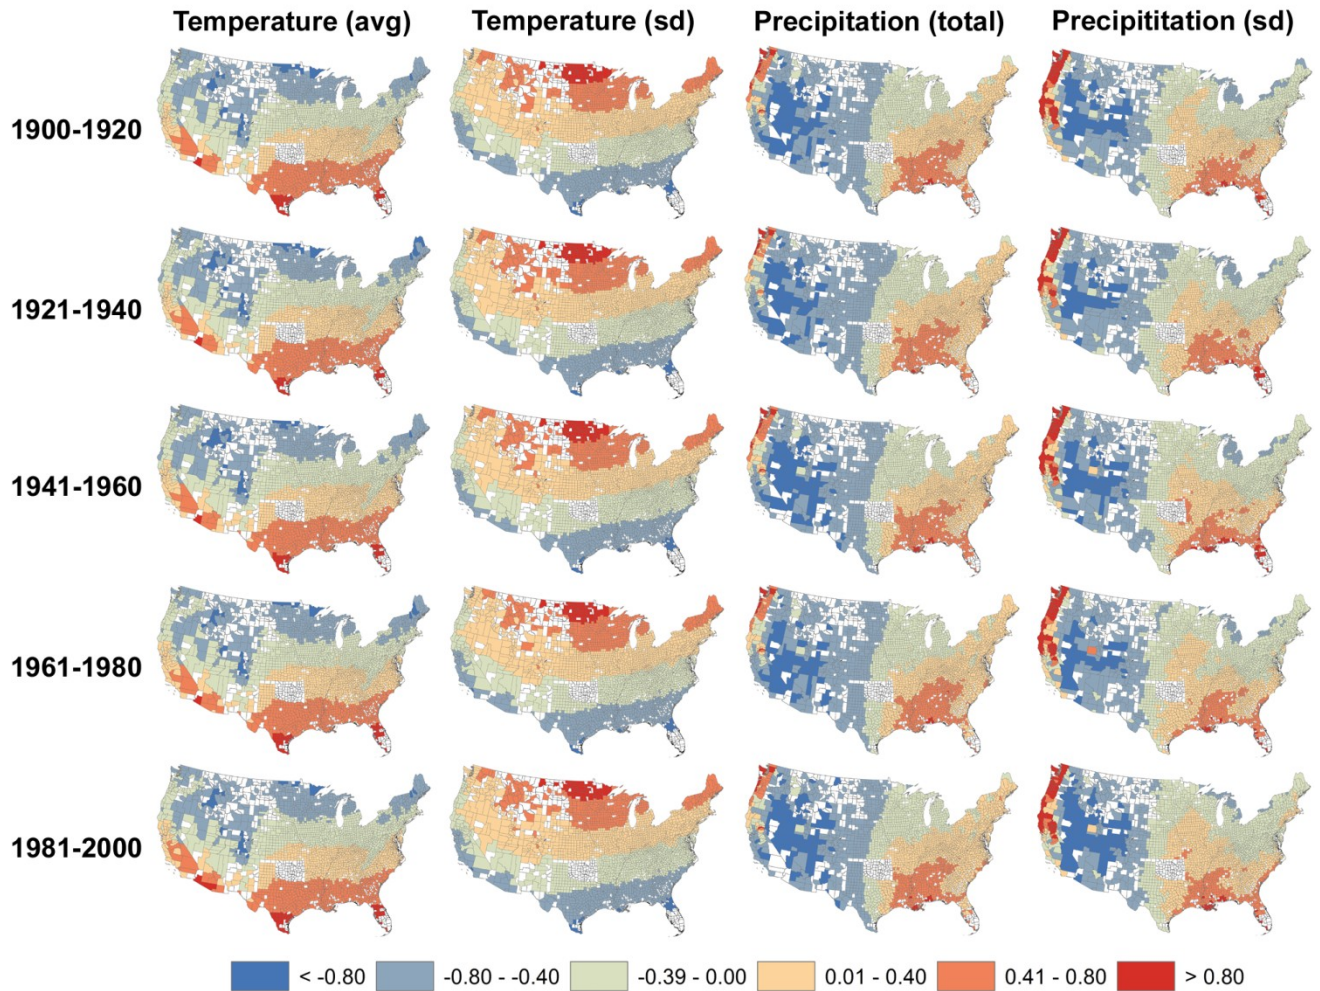 Temperature (avg) Temperature (sd) Precipitation (total) Precipititation (sd)
1900-1920
1921-1940
1941-1960
1961-1980
1981-2000
< -0.80 -0.80 - -0.40 -0.39 - 0.00 0.01 - 0.40 0.41 - 0.80 > 0.80